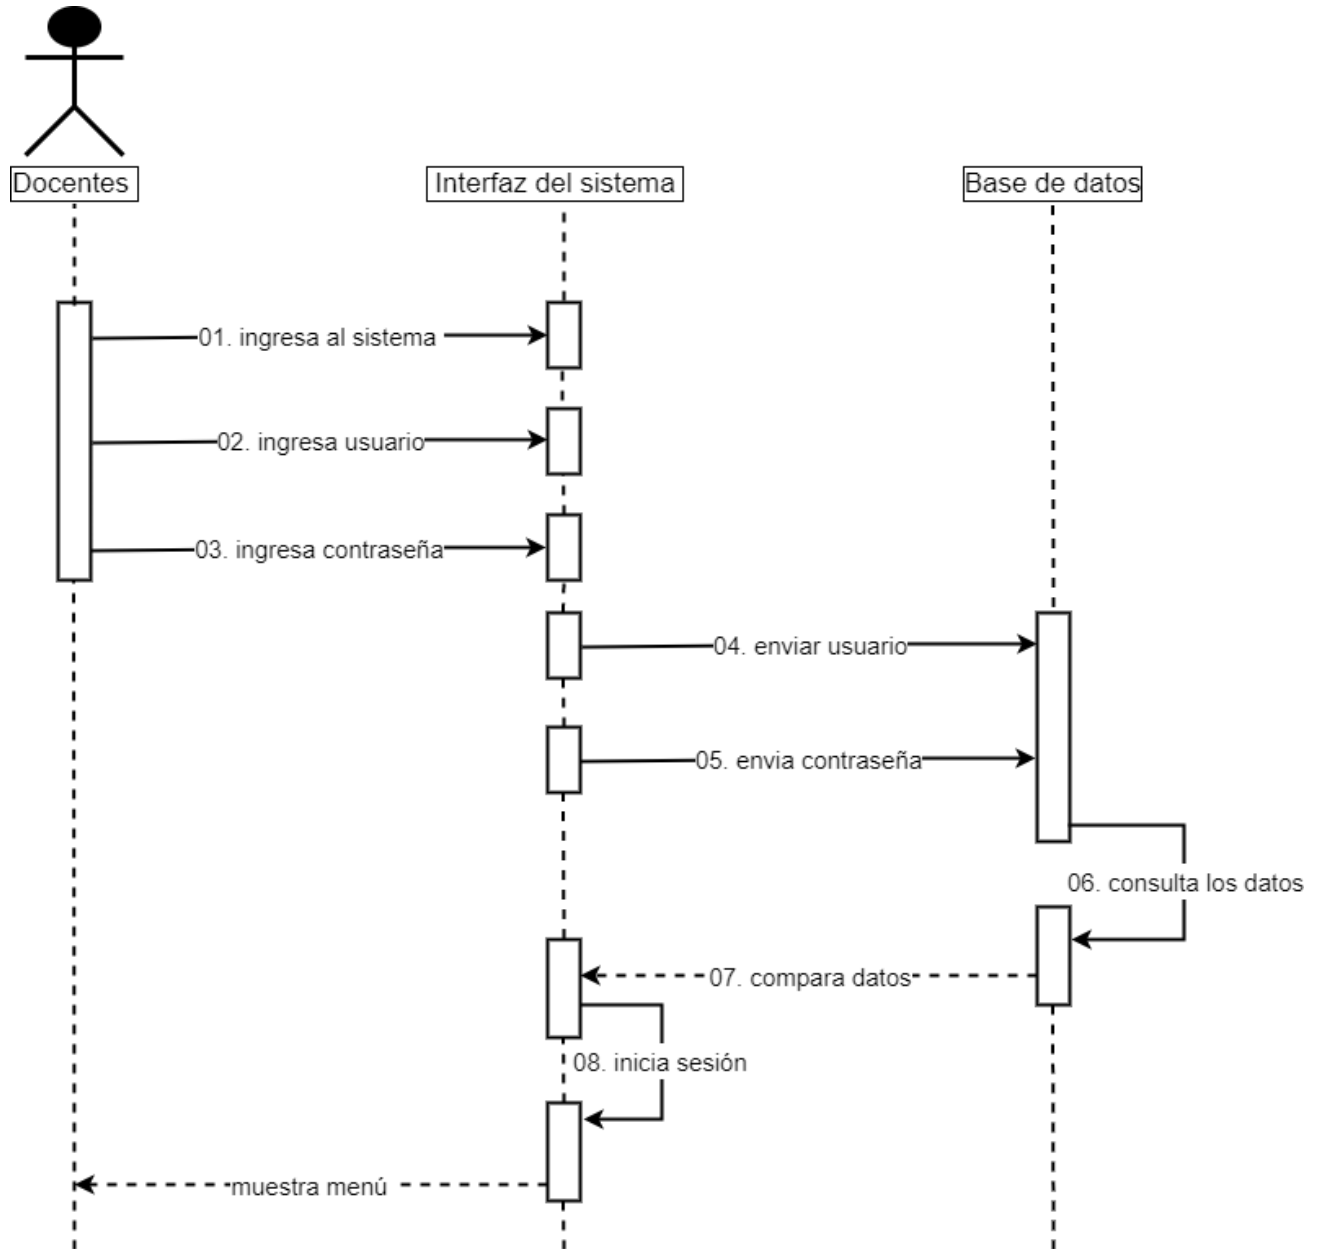 Docentes
Interfaz del sistema
Base de datos
01. ingresa al sistema
02. ingresa usuario
03. ingresa contraseña
04. enviar usuario
05. envia contraseña
06. consulta los datos
07. compara datos
08. inicia sesión
muestra menú